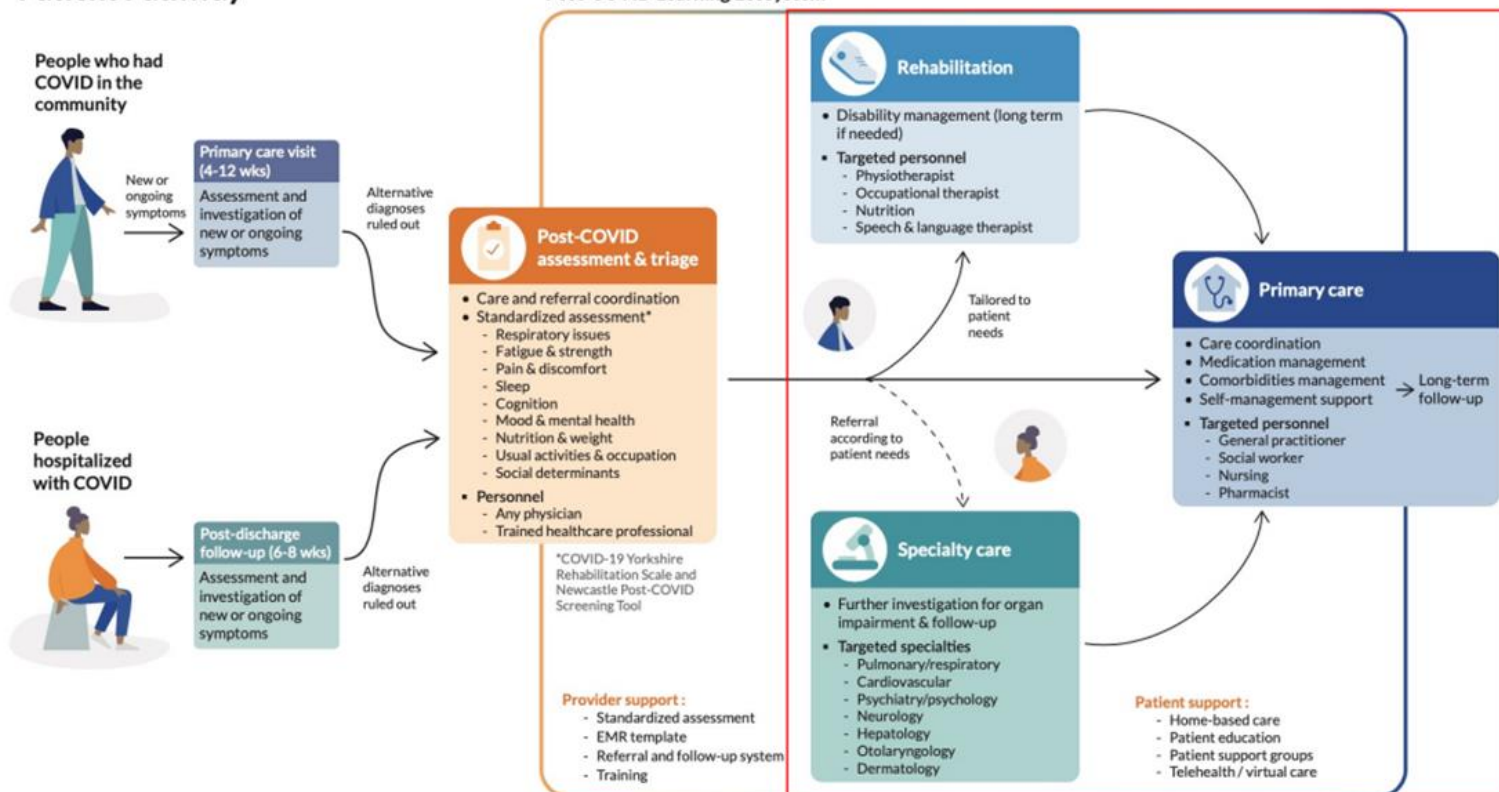 People who had
COVID in the
community
New or
ongoing
symptoms
Primary care visit
(4-12 wks)
Assessment and
investigation of
new or ongoing
symptoms
Alternative
diagnoses
ruled out
People
hospitalized
with COVID
Post-discharge
follow-up (6-8 wks)
Assessment and
investigation of
new or ongoing
symptoms
Alternative
diagnoses
ruled out
Post-COVID
assessment & triage
• Care and referral coordination
• Standardized assessment*
- Respiratory issues
- Fatigue & strength
- Pain & discomfort
- Sleep
- Cognition
- Mood & mental health
- Nutrition & weight
- Usual activities & occupation
- Social determinants
▪ Personnel
- Any physician
- Trained healthcare professional
*COVID-19 Yorkshire
Rehabilitation Scale and
Newcastle Post-COVID
Screening Tool
Provider support :
- Standardized assessment
- EMR template
- Referral and follow-up system
- Training
Rehabilitation
• Disability management (long term
if needed)
▪ Targeted personnel
- Physiotherapist
- Occupational therapist
- Nutrition
- Speech & language therapist
Tailored to
patient
needs
Referral
according to
patient needs
Specialty care
• Further investigation for organ
impairment & follow-up
▪ Targeted specialties
- Pulmonary/respiratory
- Cardiovascular
- Psychiatry/psychology
- Neurology
- Hepatology
- Otolaryngology
- Dermatology
Primary care
• Care coordination
• Medication management
• Comorbidities management
• Self-management support
Long-term
follow-up
▪ Targeted personnel
- General practitioner
- Social worker
- Nursing
- Pharmacist
Patient support :
- Home-based care
- Patient education
- Patient support groups
- Telehealth / virtual care